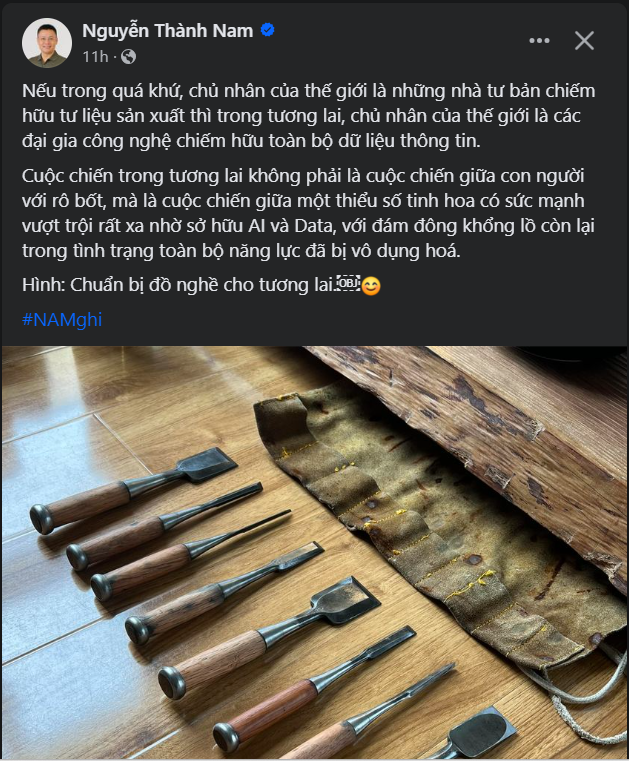 Nguyễn Thành Nam
11h ·
Nếu trong quá khứ, chủ nhân của thế giới là những nhà tư bản chiếm
hữu tư liệu sản xuất thì trong tương lai, chủ nhân của thế giới là các
đại gia công nghệ chiếm hữu toàn bộ dữ liệu thông tin.
Cuộc chiến trong tương lai không phải là cuộc chiến giữa con người
với rô bốt, mà là cuộc chiến giữa một thiểu số tinh hoa có sức mạnh
vượt trội rất xa nhờ sở hữu AI và Data, với đám đông khổng lồ còn lại
trong tình trạng toàn bộ năng lực đã bị vô dụng hoá.
Hình: Chuẩn bị đồ nghề cho tương lai.￼😊
#NAMghi